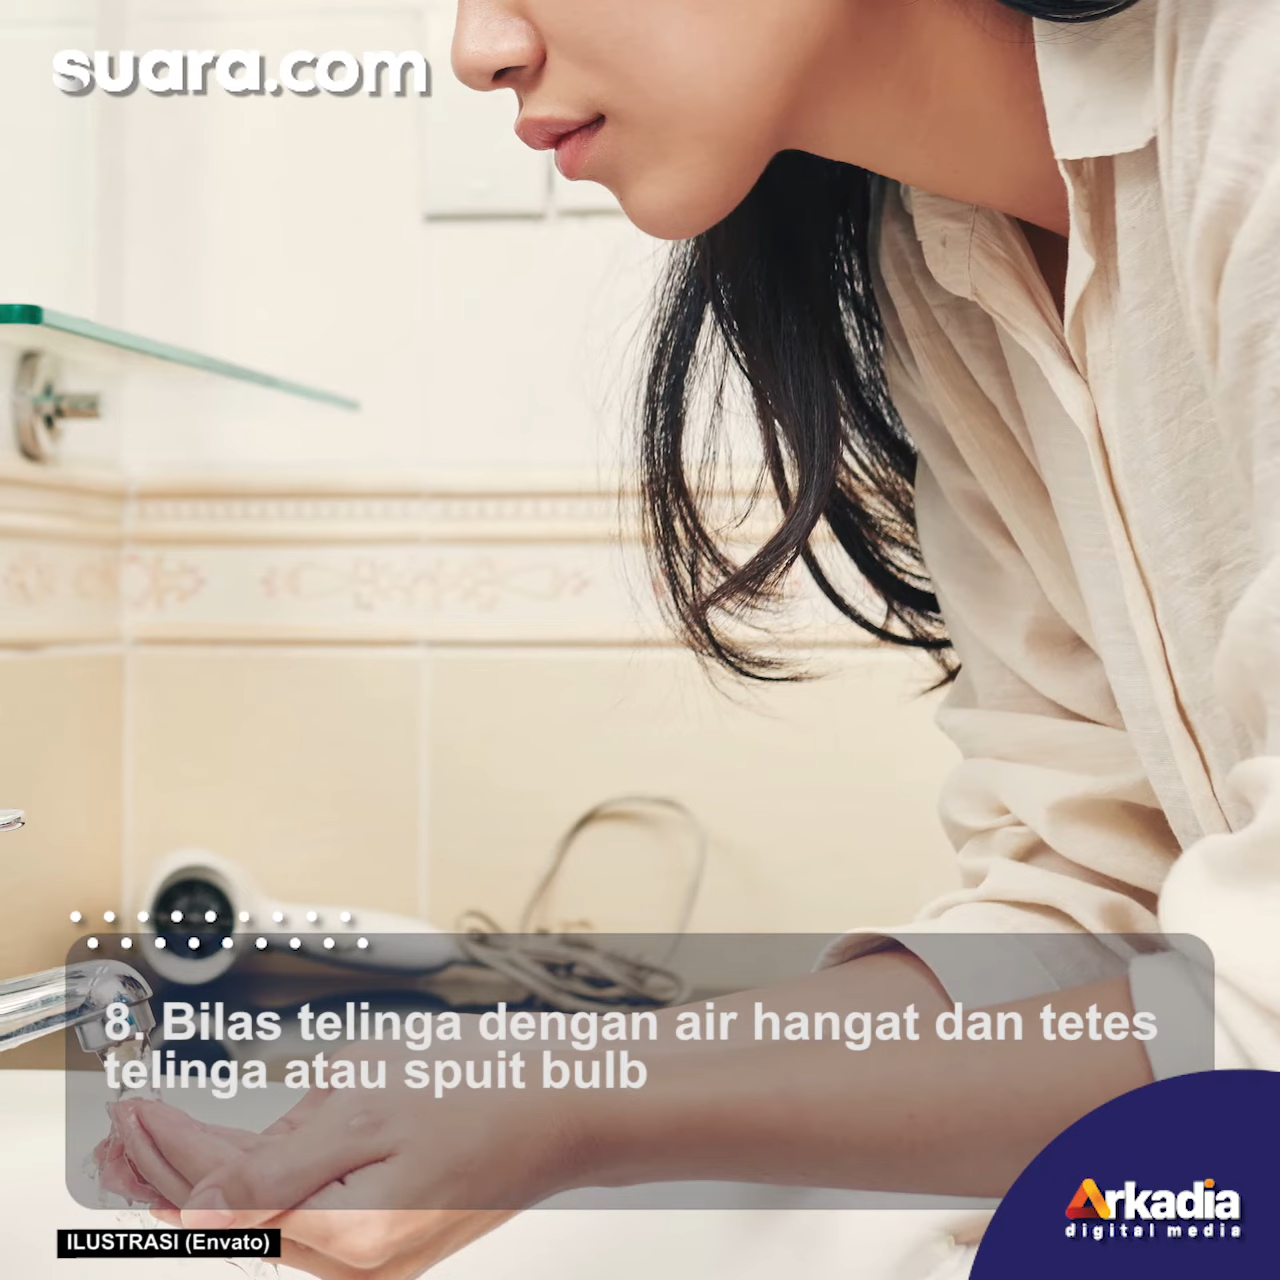 suara.com
8. Bilas telinga dengan air hangat dan tetes
telinga atau spuit bulb
ILUSTRASI (Envato)
Arkadia
digital media